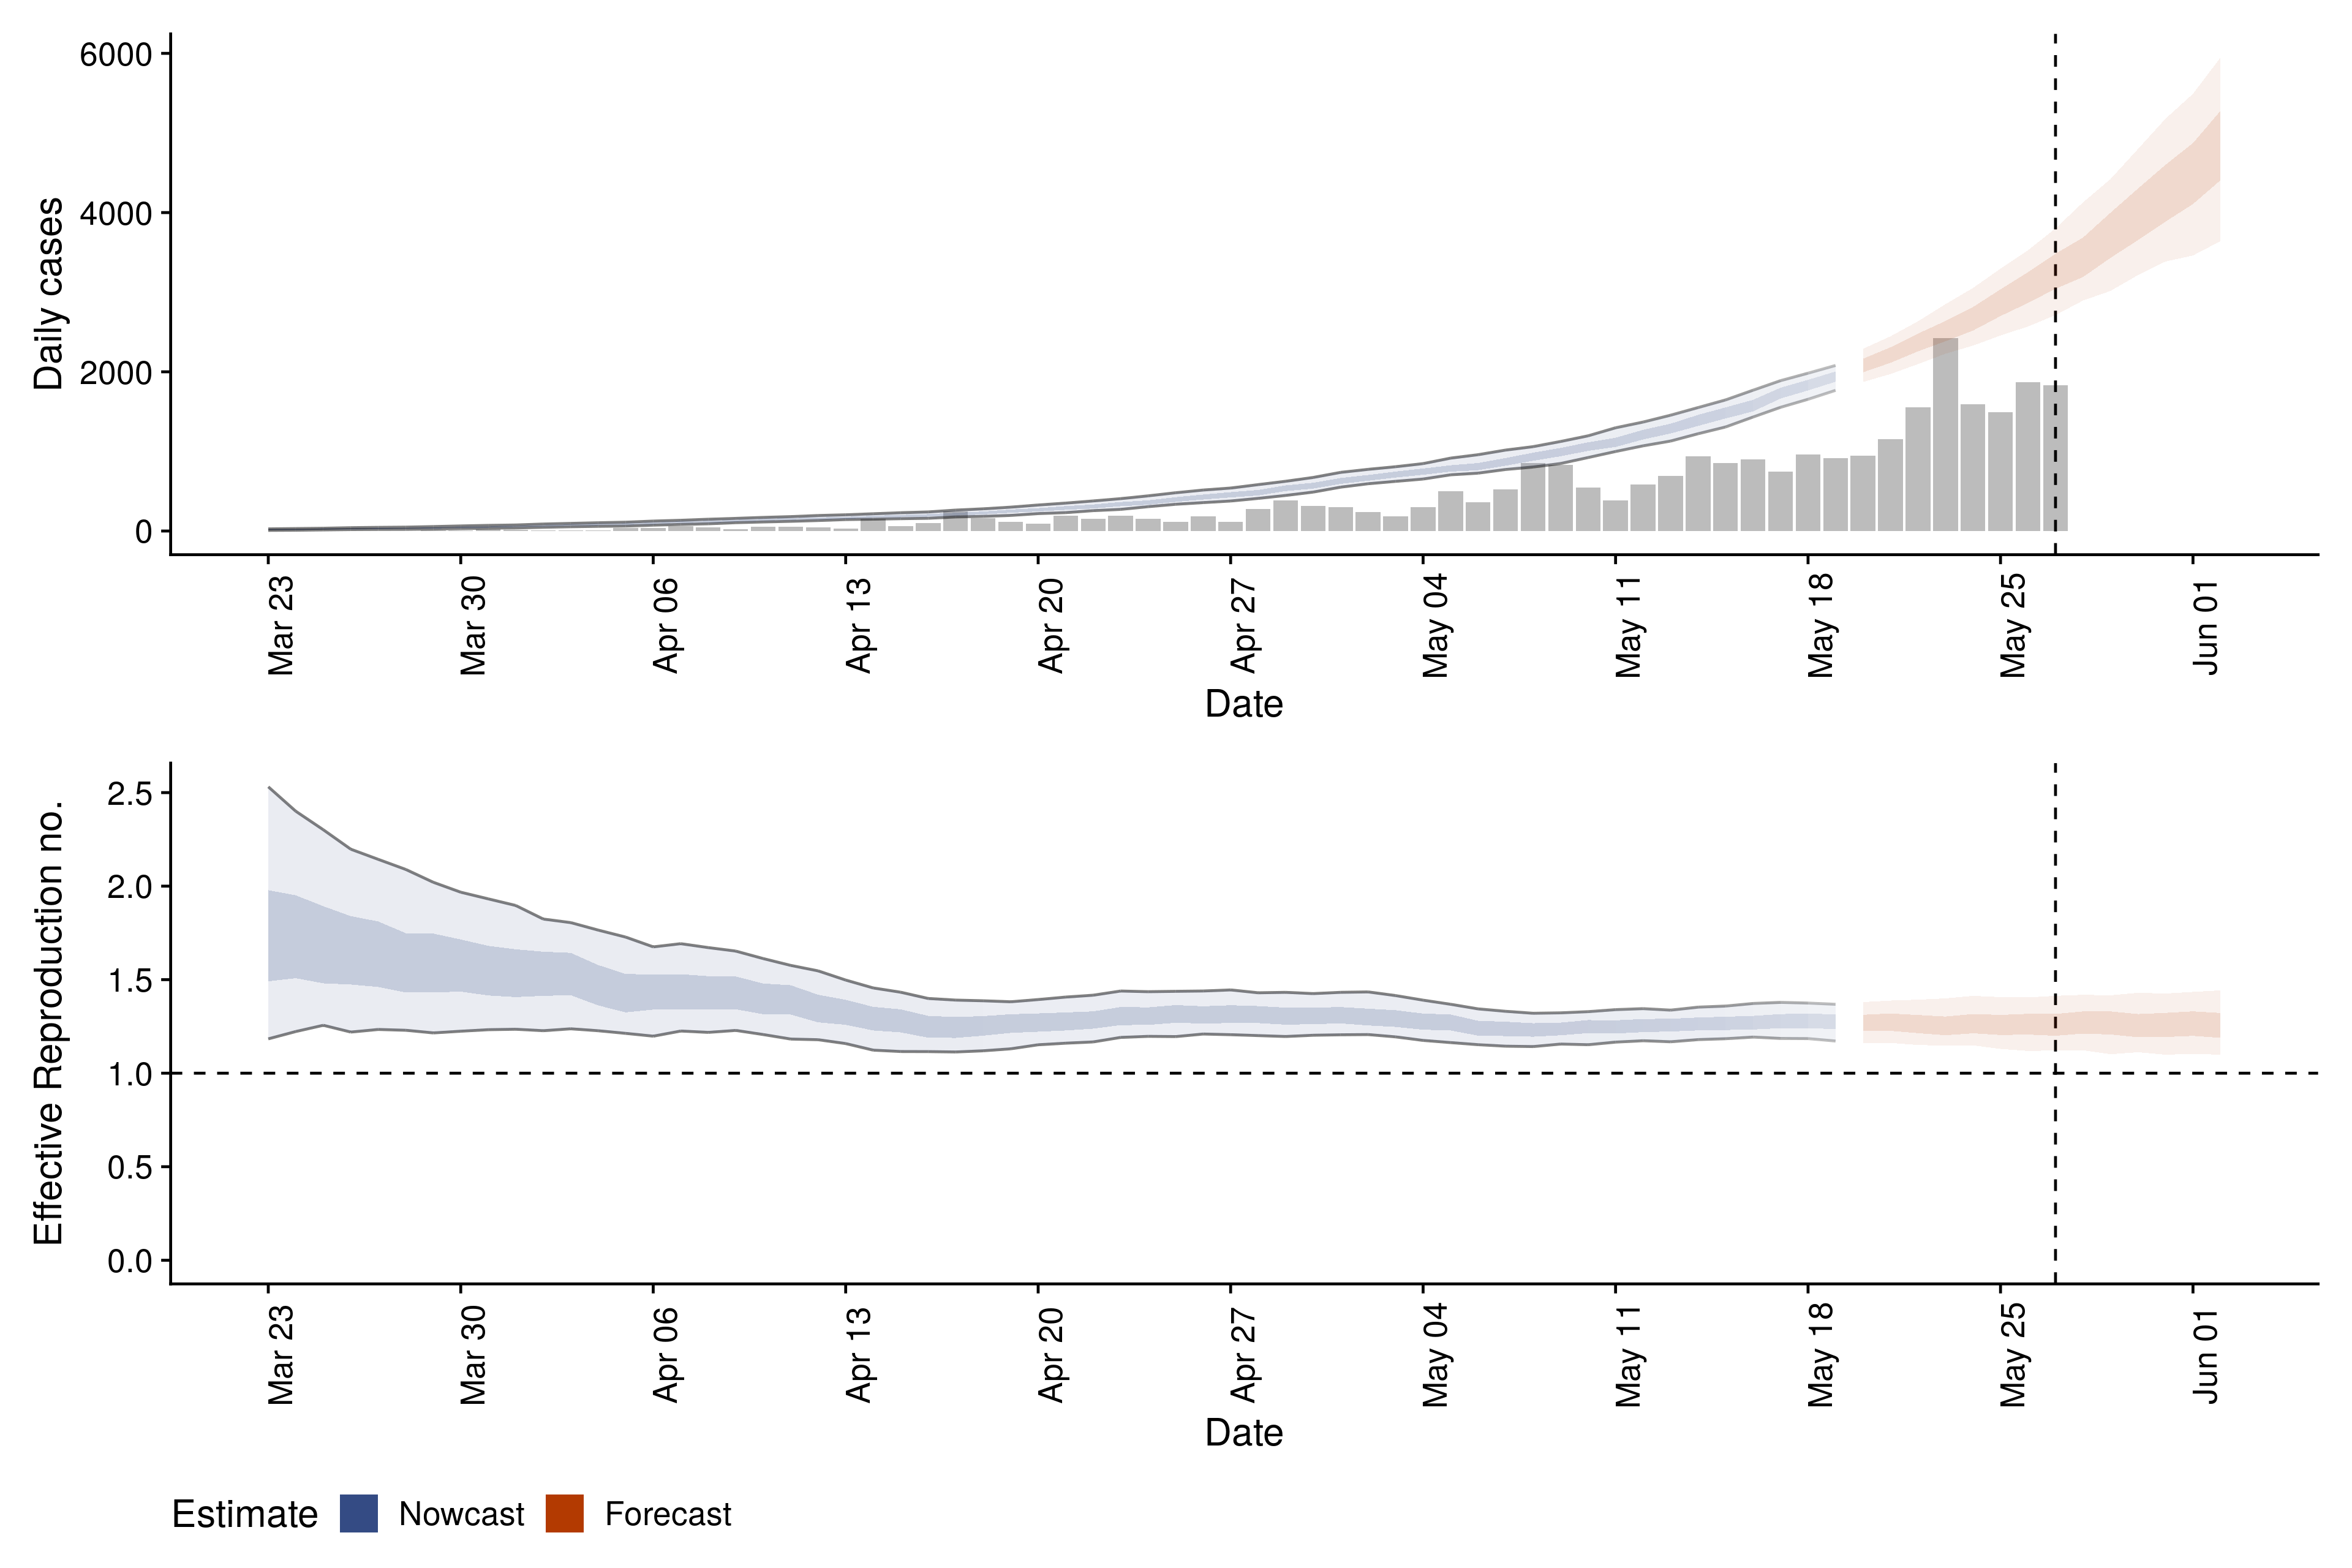 Daily cases
6000
4000
2000
0
Mar 23
Mar 30
Apr 06
Apr 13
Apr 20
Apr 27
May 04
May 11
May 18
May 25
Jun 01
Date
Effective Reproduction no.
2.5
2.0
1.5
1.0
0.5
0.0
Mar 23
Mar 30
Apr 06
Apr 13
Apr 20
Apr 27
May 04
May 11
May 18
May 25
Jun 01
Date
Estimate Nowcast Forecast